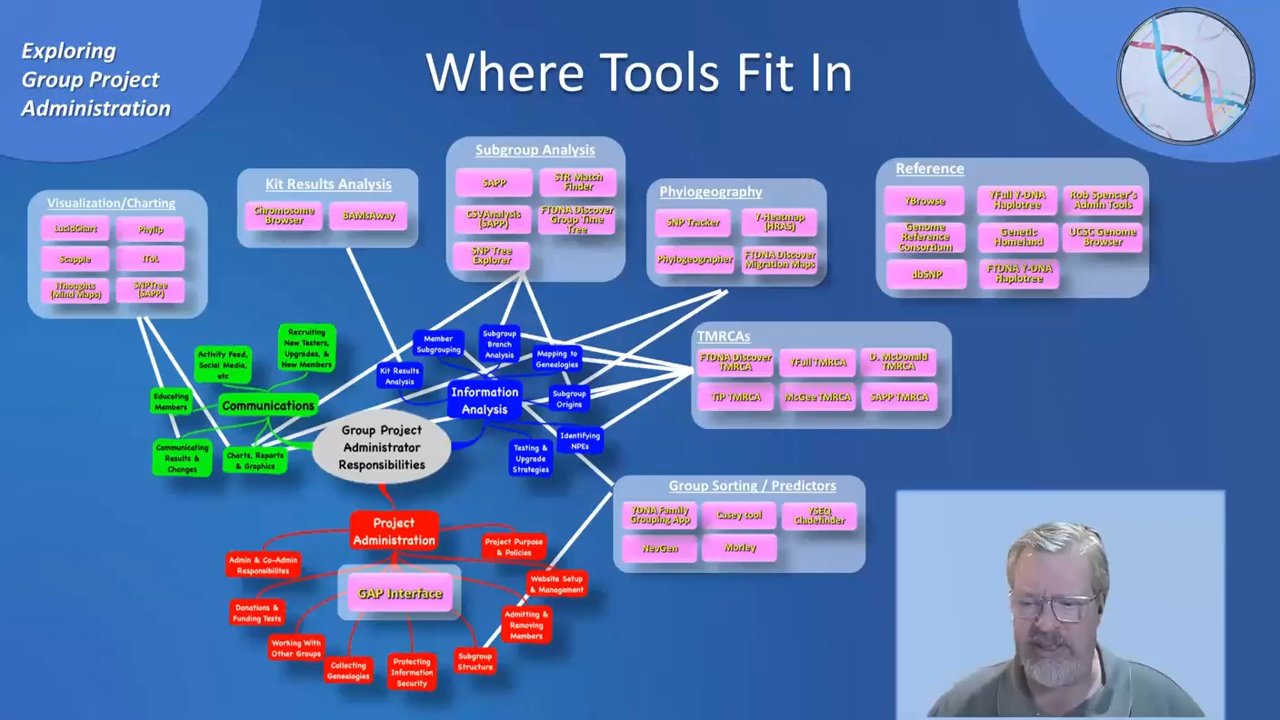 Exploring
Group Project
Administration
Where Tools Fit In
Visualization/Charting
LucidChart
Phylip
Scapple
IToL
iThoughts
(Mind Maps)
SNPTree
(SAPP)
Kit Results Analysis
Chromosome
Browser
BAMsAway
Subgroup Analysis
SAPP
STR Match
Finder
CSVAnalysis
(SAPP)
FTDNA Discover
Group Time
Tree
SNP Tree
Explorer
Phylogeography
SNP Tracker
Y-Heatmap
(HRAS)
Phylogeographer
FTDNA Discover
Migration Maps
Reference
YBrowse
YFull Y-DNA
Haplotree
Rob Spencer's
Admin Tools
Genome
Reference
Consortium
Genetic
Homeland
UCSC Genome
Browser
dbSNP
FTDNA Y-DNA
Haplotree
TMRCAs
FTDNA Discover
TMRCA
YFull TMRCA
D. McDonald
TMRCA
TiP TMRCA
McGee TMRCA
SAPP TMRCA
Group Sorting / Predictors
YDNA Family
Grouping App
Casey tool
YSEQ
Cladefinder
NevGen
Morley
Recruiting
New Testers,
Upgrades, &
New Members
Activity Feed,
Social Media,
etc
Educating
Members
Communications
Communicating
Results &
Changes
Charts, Reports
& Graphics
Group Project
Administrator
Responsibilities
Member
Subgrouping
Subgroup
Branch
Analysis
Mapping to
Genealogies
Kit Results
Analysis
Information
Analysis
Subgroup
Origins
Identifying
NPEs
Testing &
Upgrade
Strategies
Project
Administration
Project Purpose
& Policies
Admin & Co-Admin
Responsibilites
GAP Interface
Website Setup
& Management
Donations &
Funding Tests
Admitting &
Removing
Members
Working With
Other Groups
Collecting
Genealogies
Protecting
Information
Security
Subgroup
Structure